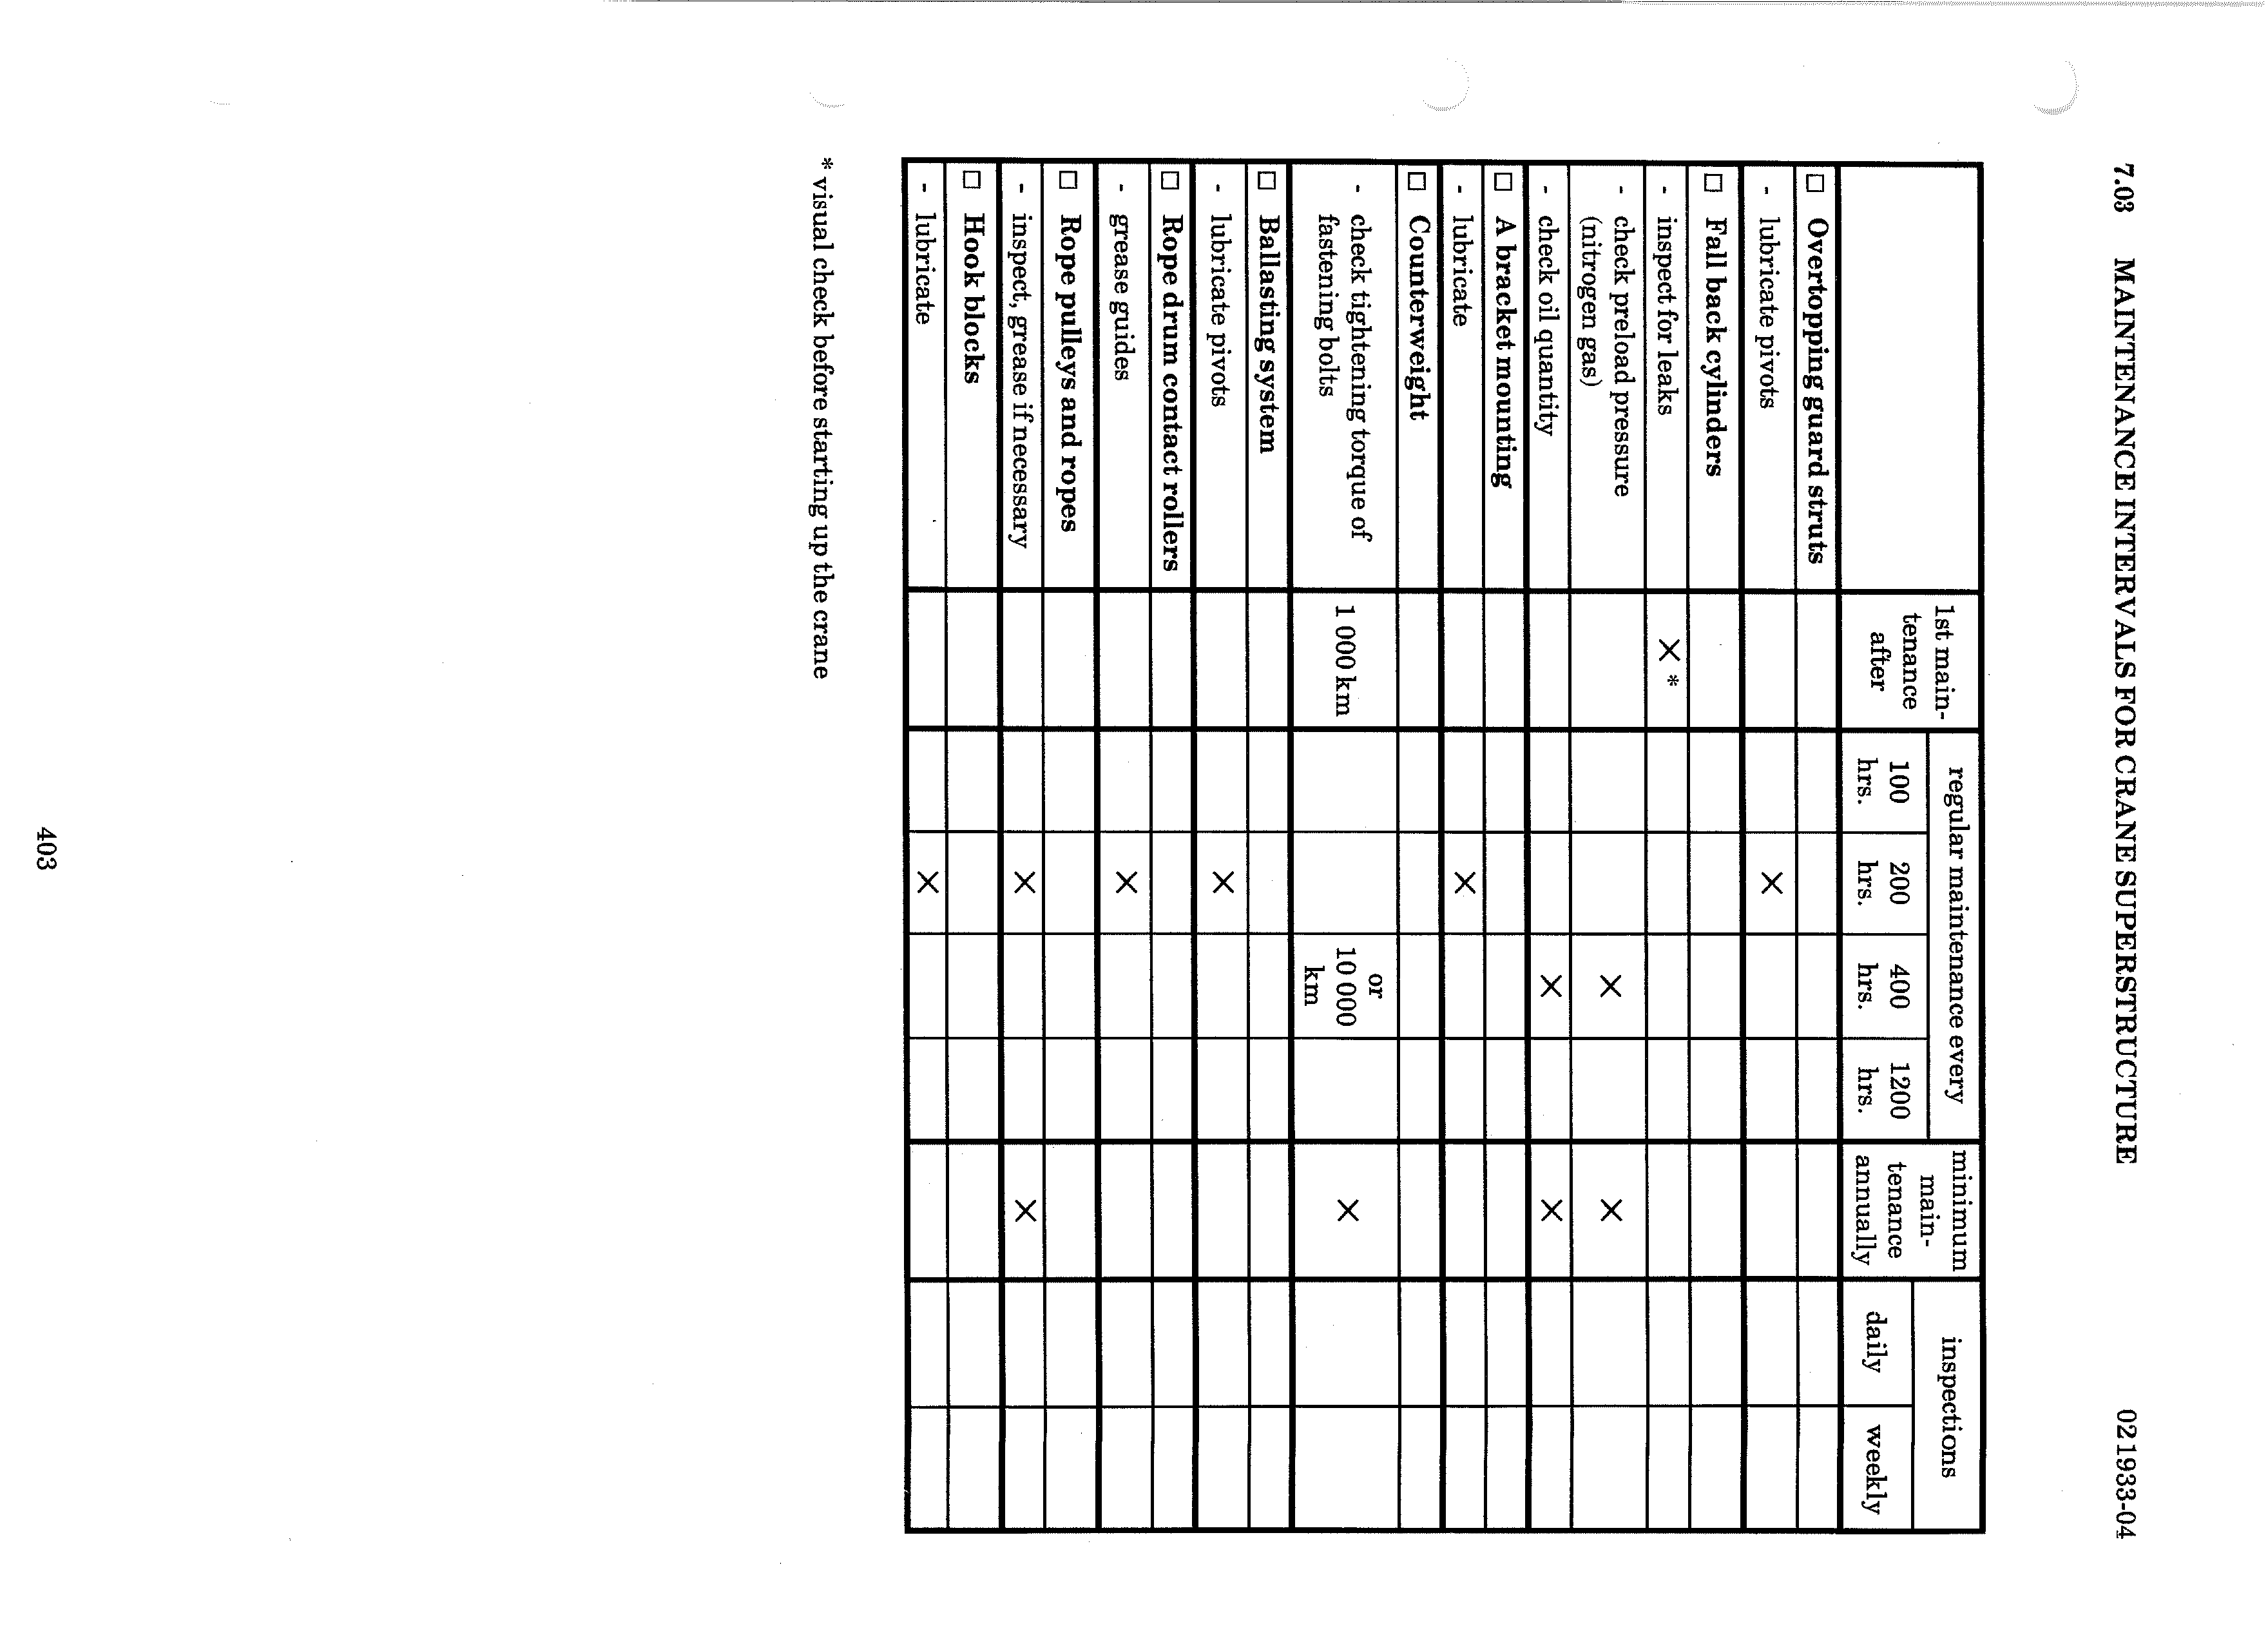 7.03 MAINTENANCE INTERVALS FOR CRANE SUPERSTRUCTURE 021933-04
1st main-
tenance
after
regular maintenance every
100
hrs.
200
hrs.
400
hrs.
1200
hrs.
minimum
main-
tenance
annually
inspections
daily
weekly
□ Overtopping guard struts
- lubricate pivots ×
□ Fall back cylinders
- inspect for leaks ×*
- check preload pressure
(nitrogen gas) × ×
- check oil quantity × ×
□ A bracket mounting
- lubricate ×
□ Counterweight
- check tightening torque of
fastening bolts
1 000 km
or
10 000
km
×
□ Ballasting system
- lubricate pivots ×
□ Rope drum contact rollers
- grease guides ×
□ Rope pulleys and ropes
- inspect, grease if necessary × ×
□ Hook blocks
- lubricate ×
* visual check before starting up the crane
403